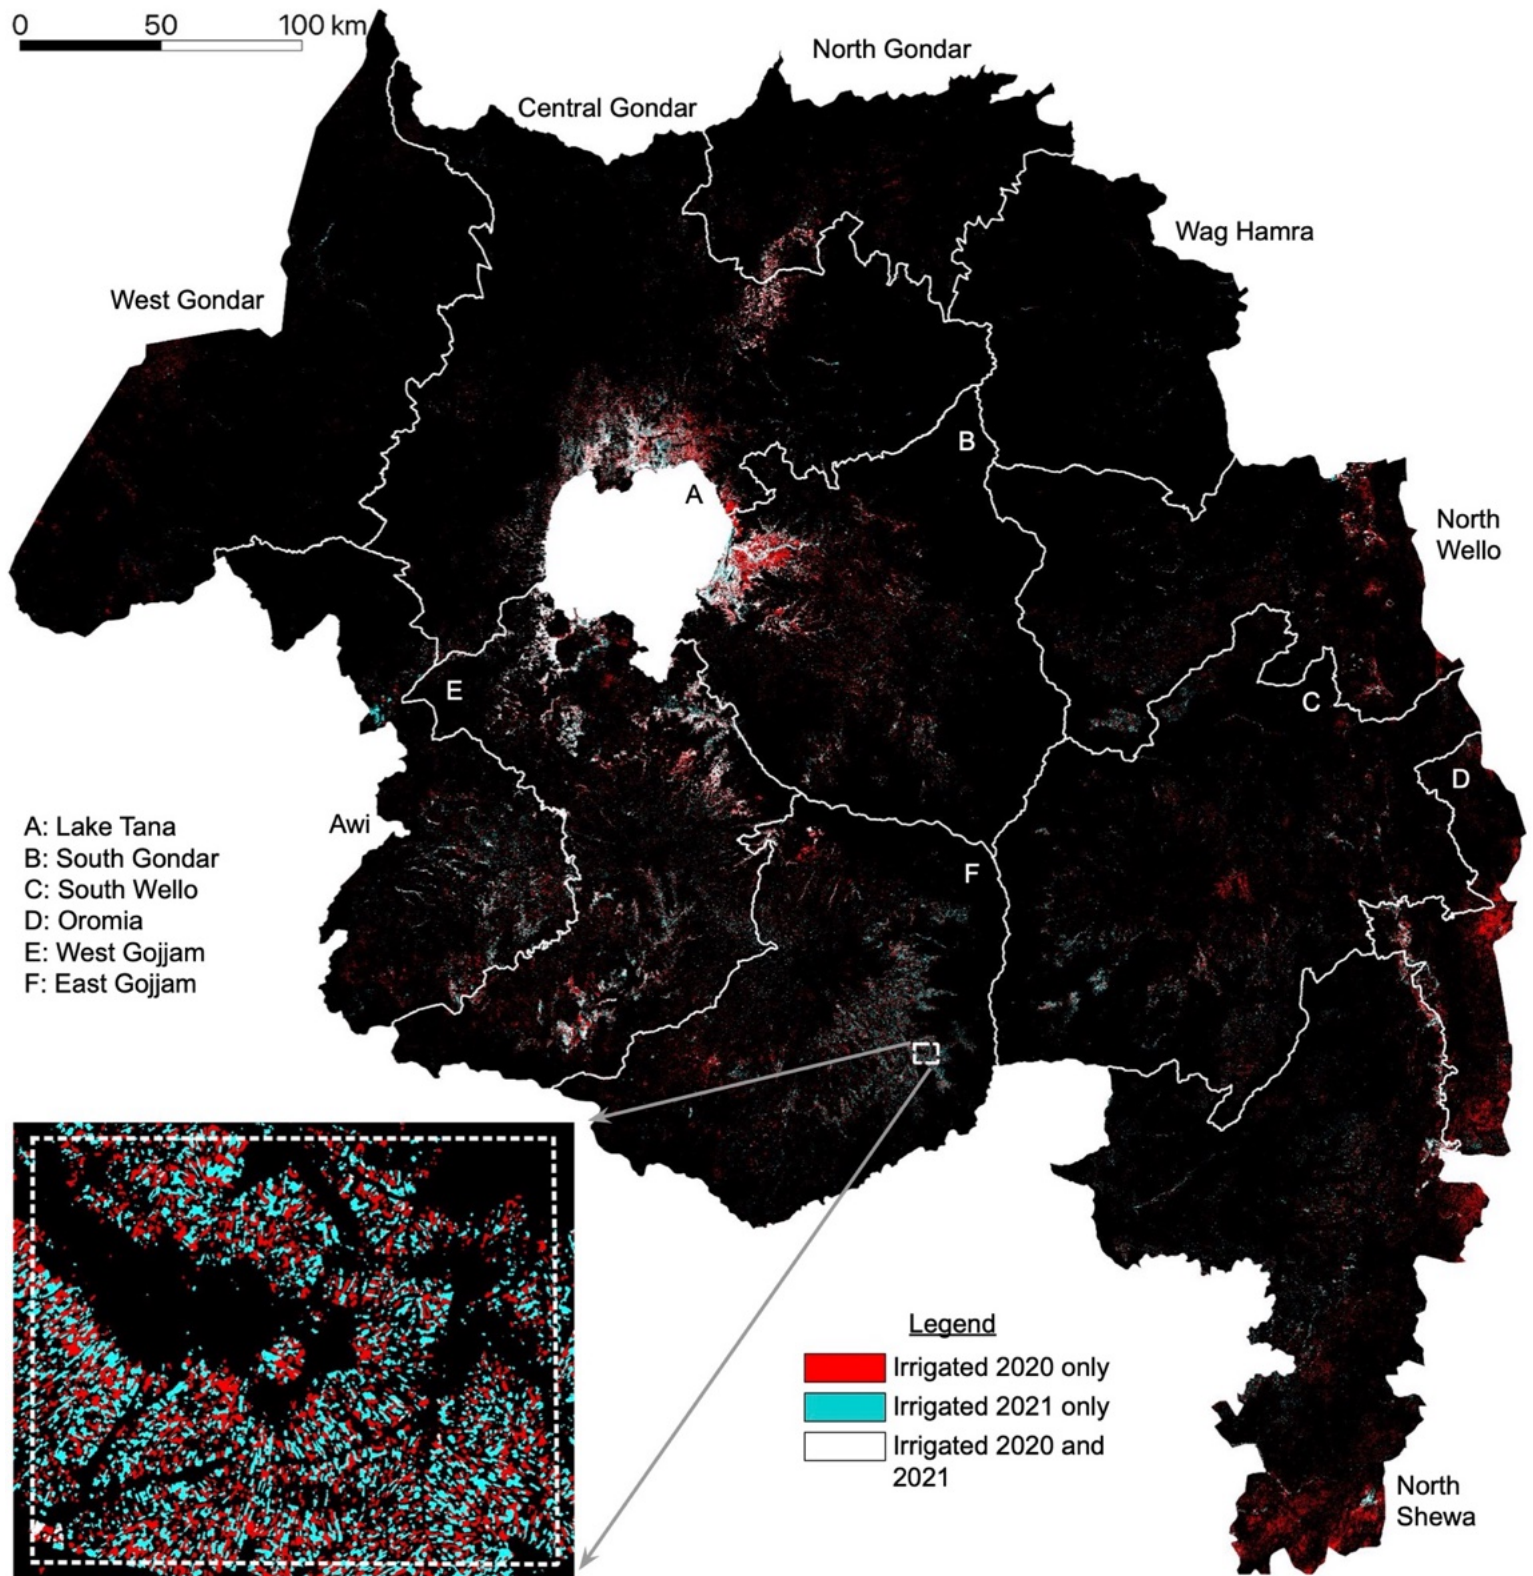 0 50 100 km
North Gondar
Central Gondar
Wag Hamra
West Gondar
B
A
North
Wello
E
C
D
A: Lake Tana
B: South Gondar
C: South Wello
D: Oromia
E: West Gojjam
F: East Gojjam
Awi
F
Legend
Irrigated 2020 only
Irrigated 2021 only
Irrigated 2020 and
2021
North
Shewa